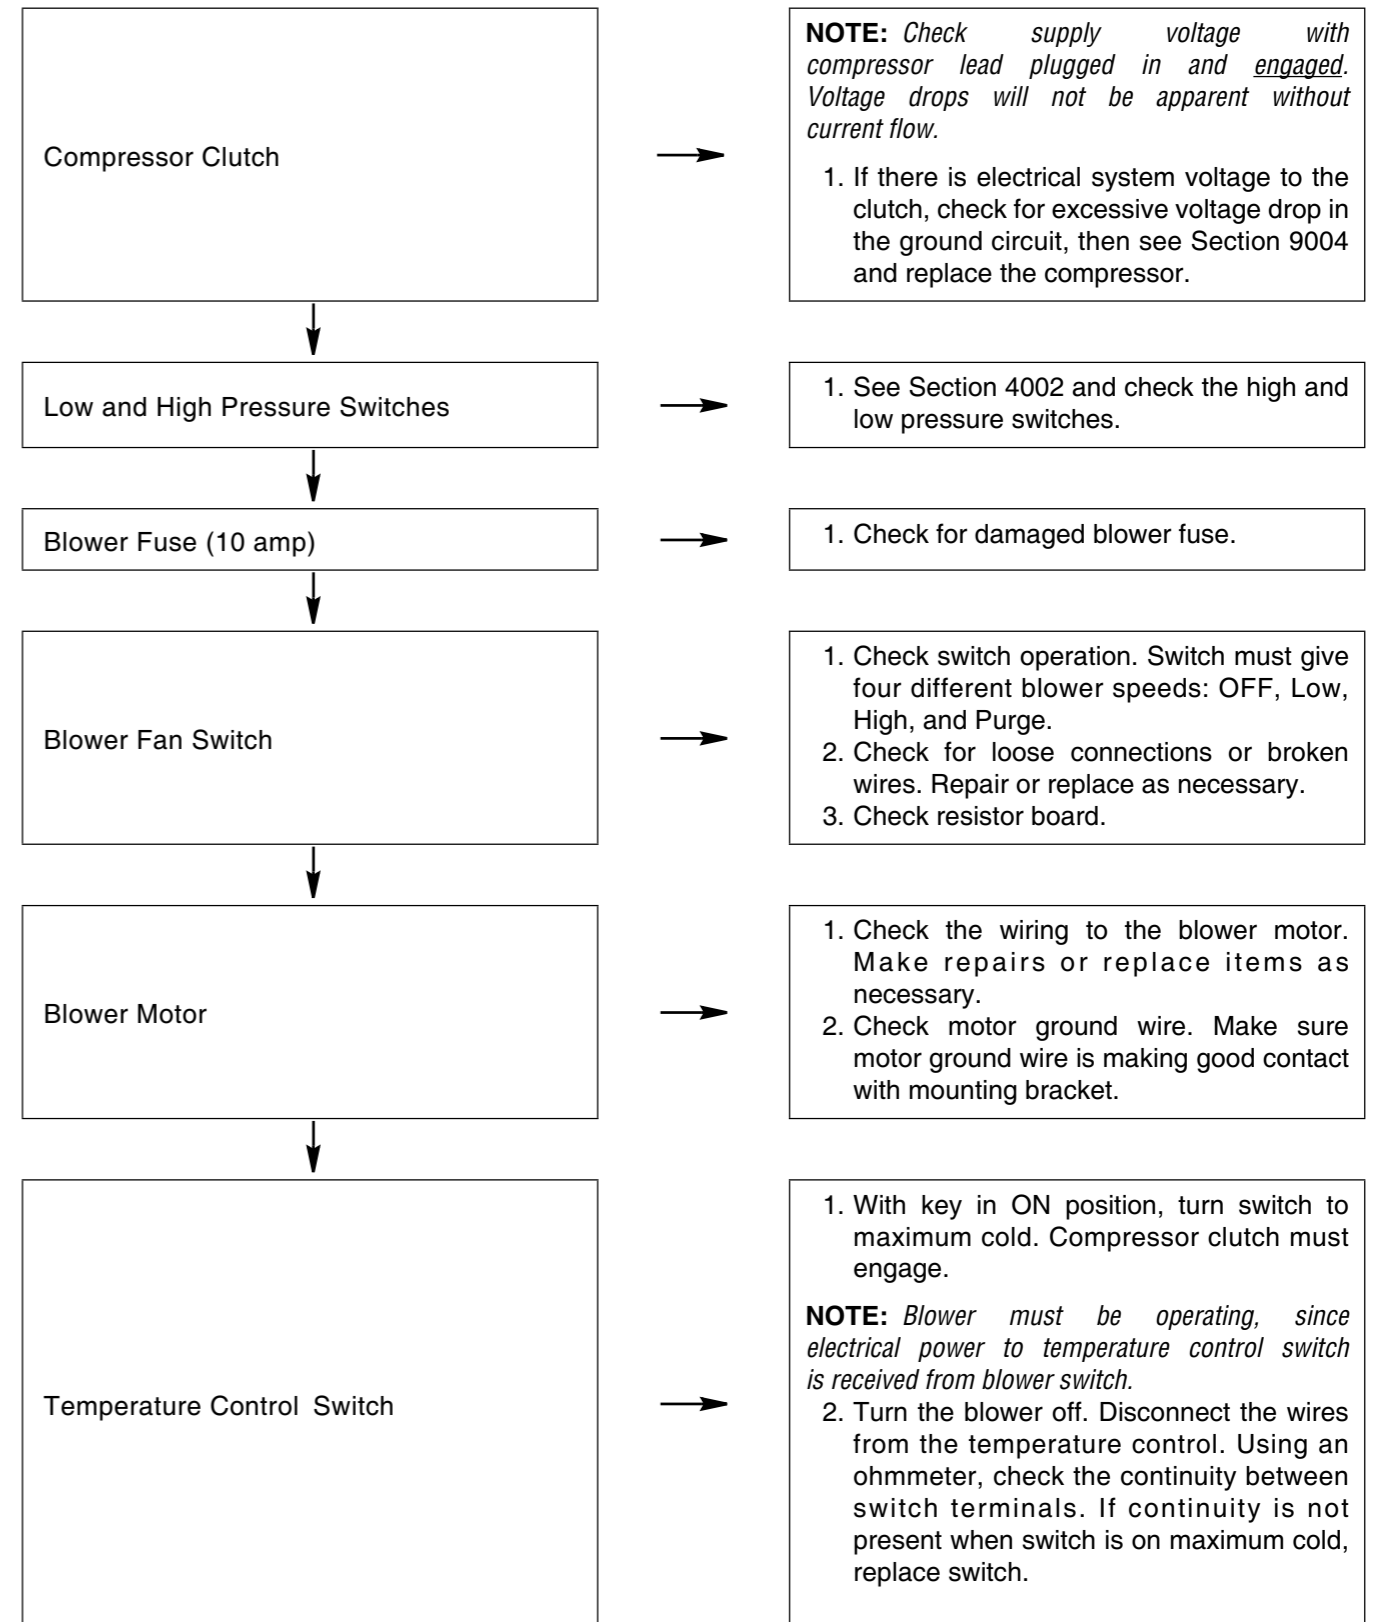 Compressor Clutch
NOTE: Check supply voltage with
compressor lead plugged in and engaged.
Voltage drops will not be apparent without
current flow.
1. If there is electrical system voltage to the
clutch, check for excessive voltage drop in
the ground circuit, then see Section 9004
and replace the compressor.
Low and High Pressure Switches
1. See Section 4002 and check the high and
low pressure switches.
Blower Fuse (10 amp)
1. Check for damaged blower fuse.
Blower Fan Switch
1. Check switch operation. Switch must give
four different blower speeds: OFF, Low,
High, and Purge.
2. Check for loose connections or broken
wires. Repair or replace as necessary.
3. Check resistor board.
Blower Motor
1. Check the wiring to the blower motor.
Make repairs or replace items as
necessary.
2. Check motor ground wire. Make sure
motor ground wire is making good contact
with mounting bracket.
Temperature Control Switch
1. With key in ON position, turn switch to
maximum cold. Compressor clutch must
engage.
NOTE: Blower must be operating, since
electrical power to temperature control switch
is received from blower switch.
2. Turn the blower off. Disconnect the wires
from the temperature control. Using an
ohmmeter, check the continuity between
switch terminals. If continuity is not
present when switch is on maximum cold,
replace switch.